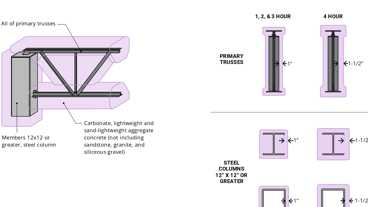 All of primary trusses
Members 12x12 or
greater, steel column
Carbonate, lightweight and
sand-lightweight aggregate
concrete (not including
sandstone, granite, and
siliceous gravel)
1, 2, & 3 HOUR
4 HOUR
PRIMARY
TRUSSES
1"
1-1/2"
STEEL
COLUMNS
12" X 12" OR
GREATER
1"
1-1/2
1"
1-1/2